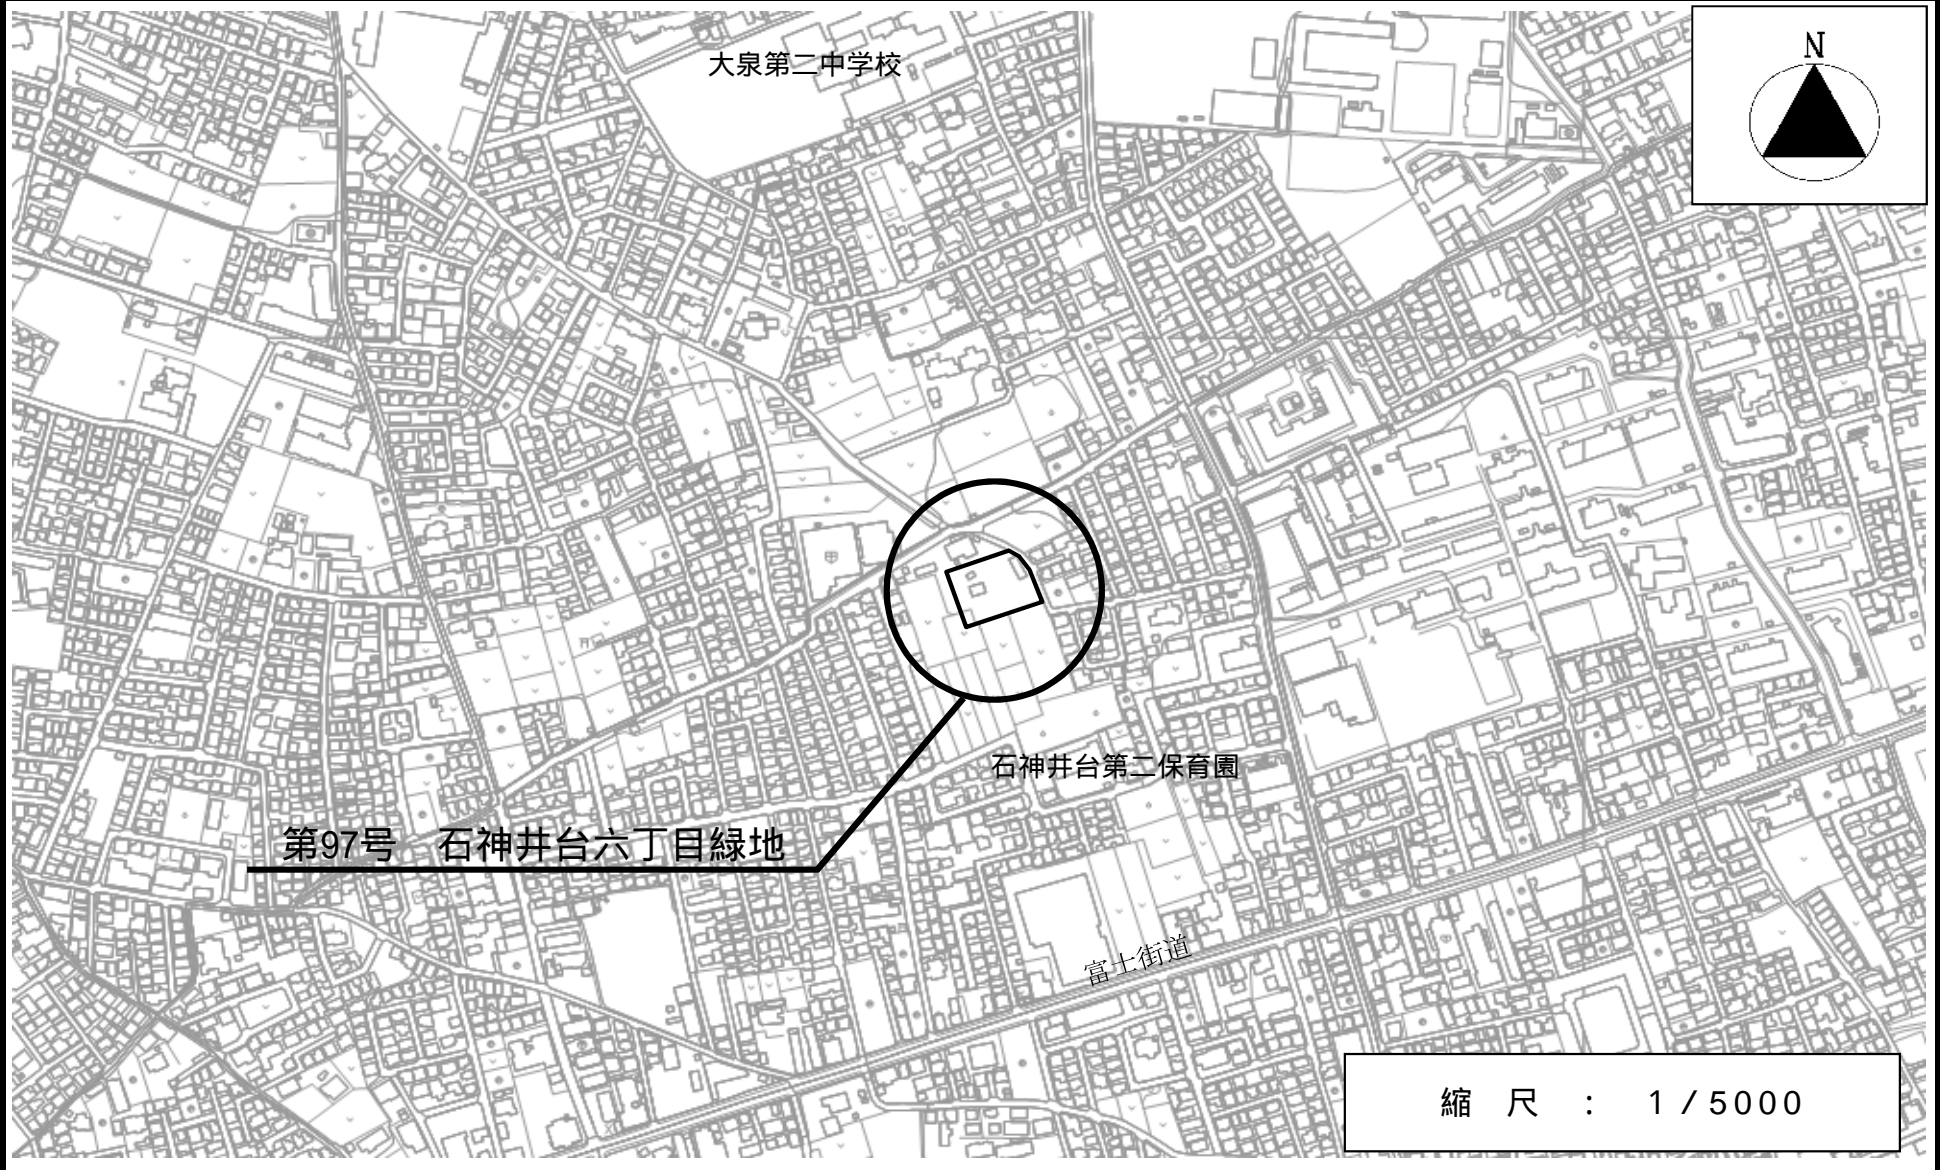 N
大泉第二中学校
石神井台第二保育園
第97号　石神井台六丁目緑地
富士街道
縮　尺　：　1/5000